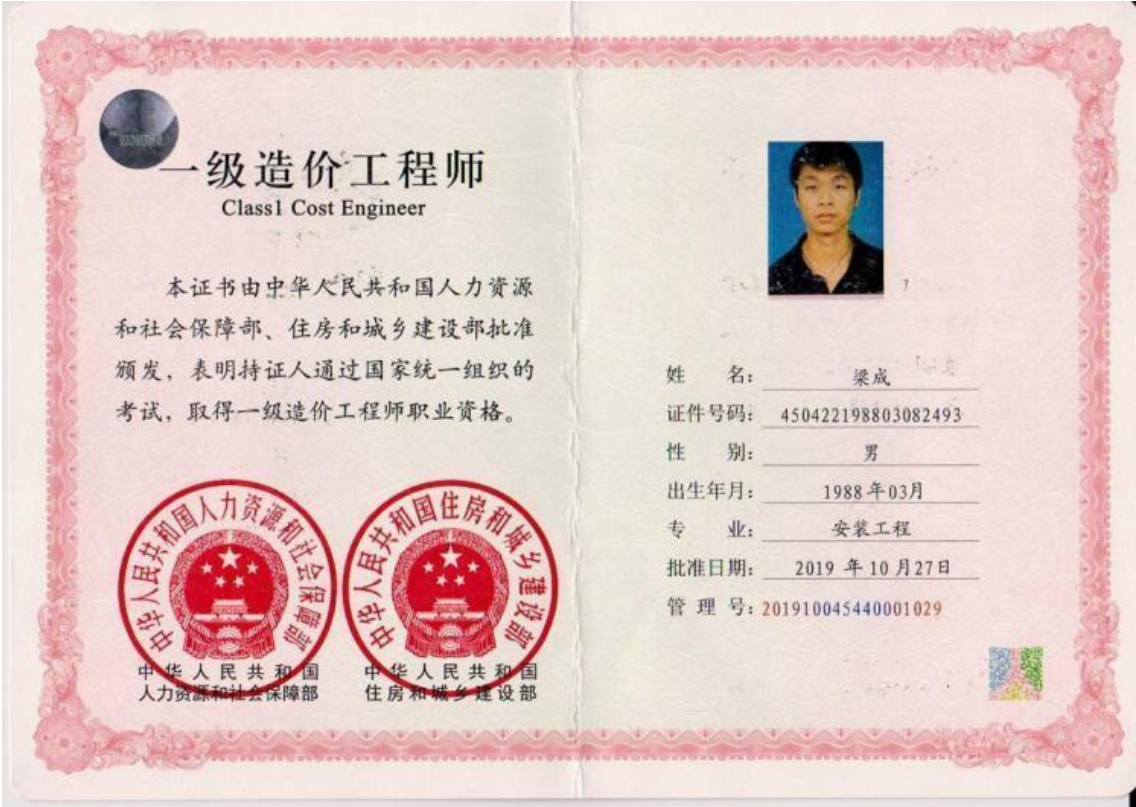 一级造价工程师
Class1 Cost Engineer
本证书由中华人民共和国人力资源
和社会保障部、住房和城乡建设部批准
颁发，表明持证人通过国家统一组织的
考试，取得一级造价工程师职业资格。
中华人民共和国人力资源和社会保障部
中华人民共和国住房和城乡建设部
中华人民共和国
人力资源和社会保障部
中华人民共和国
住房和城乡建设部
姓 名：梁成
证件号码：450422198803082493
性 别：男
出生年月：1988年03月
专 业：安装工程
批准日期：2019 年 10 月27日
管 理 号：201910045440001029